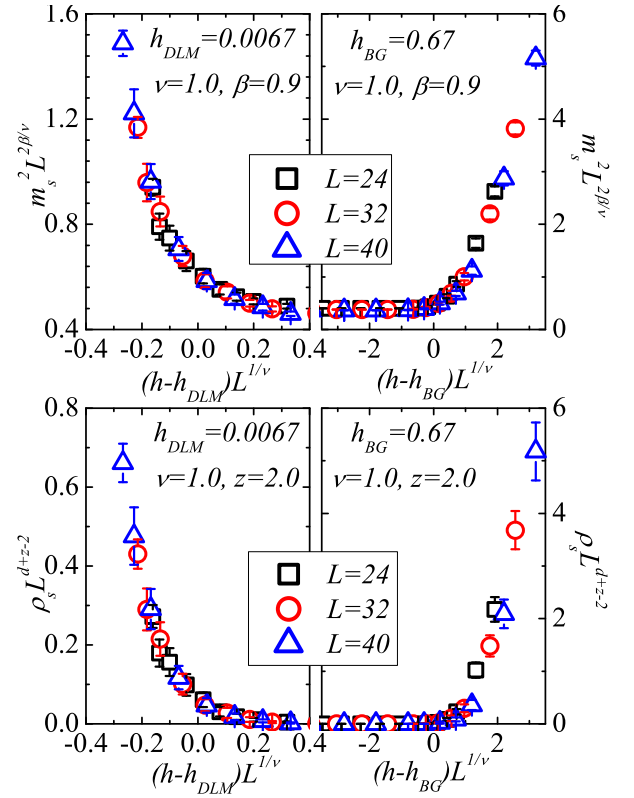 h_DLM=0.0067
ν=1.0, β=0.9
m_s^2 L^{2β/ν}
1.6
1.2
0.8
0.4
-0.4 -0.2 0.0 0.2 0.4
(h-h_DLM)L^{1/ν}
h_BG=0.67
ν=1.0, β=0.9
6
4
2
0
m_s^2 L^{2β/ν}
0 2
(h-h_BG)L^{1/ν}
L=24
L=32
L=40
h_DLM=0.0067
ν=1.0, z=2.0
ρ_s L^{d+z-2}
0.8
0.6
0.4
0.2
0.0
-0.4 -0.2 0.0 0.2 0.4
(h-h_DLM)L^{1/ν}
h_BG=0.67
ν=1.0, z=2.0
6
4
2
0
ρ_s L^{d+z-2}
0 2
(h-h_BG)L^{1/ν}
L=24
L=32
L=40